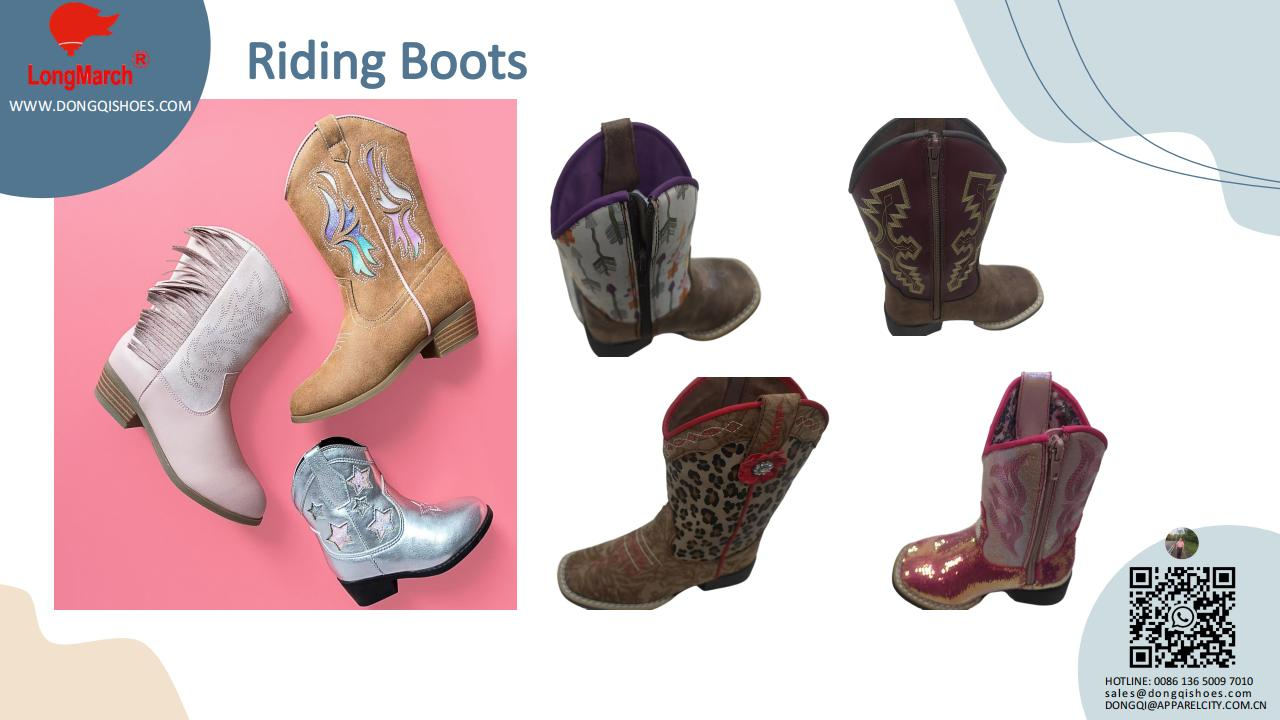 LongMarch®
WWW.DONGQISHOES.COM
Riding Boots
HOTLINE: 0086 136 5009 7010
sales@dongqishoes.com
DONGQI@APPARELCITY.COM.CN